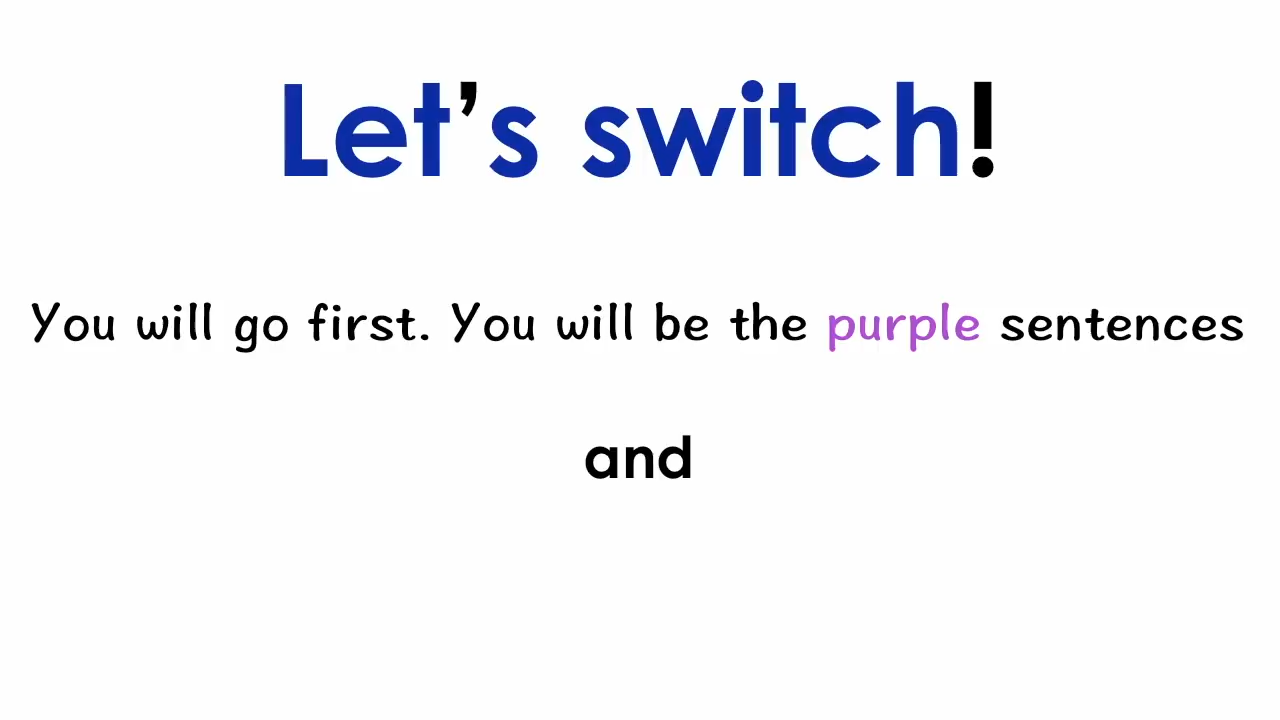 Let’s switch!
You will go first. You will be the purple sentences
and